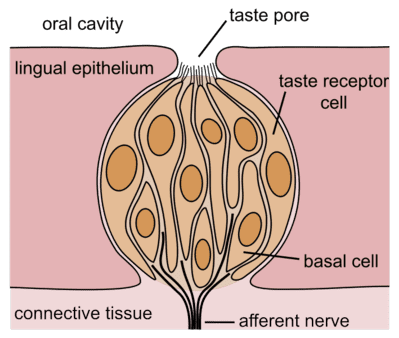 taste pore
oral cavity
lingual epithelium
taste receptor
cell
basal cell
connective tissue
afferent nerve